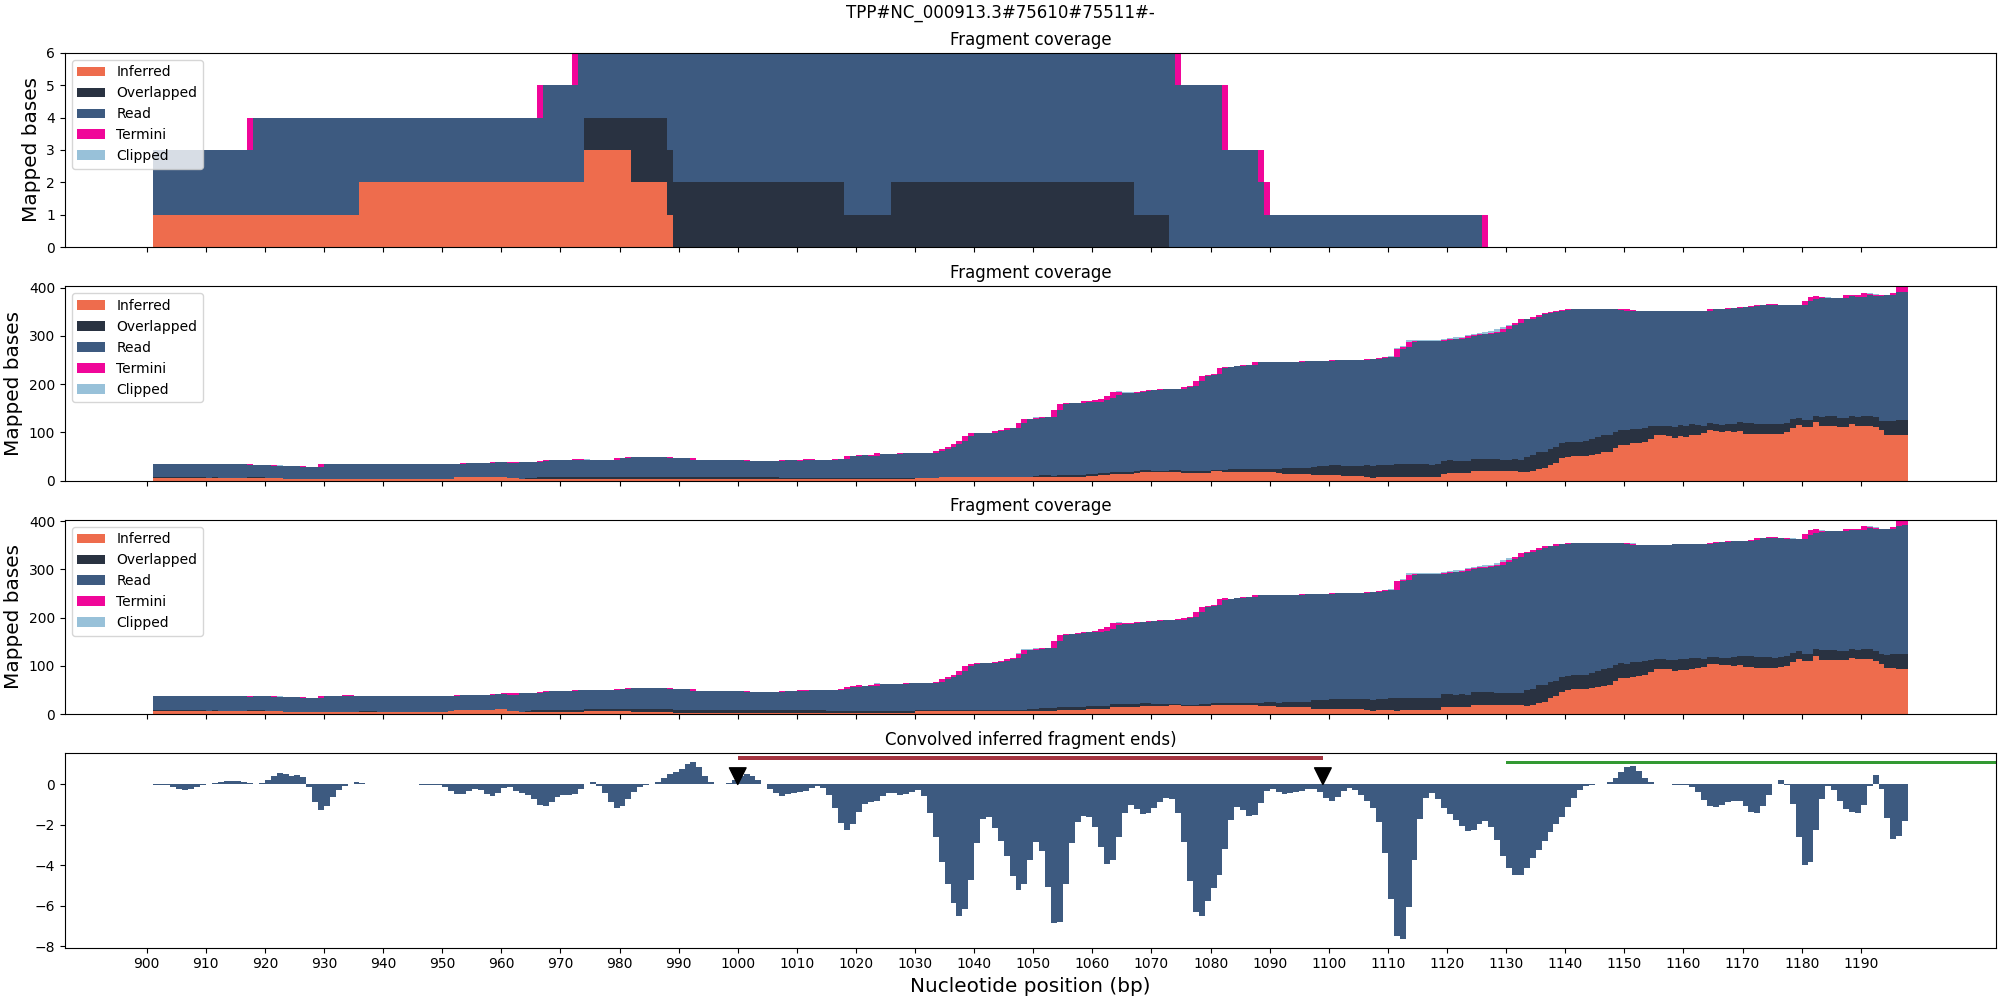 TPP#NC_000913.3#75610#75511#-
Fragment coverage
Mapped bases
6
5
4
3
2
1
0
Inferred
Overlapped
Read
Termini
Clipped
Fragment coverage
Mapped bases
400
300
200
100
0
Inferred
Overlapped
Read
Termini
Clipped
Fragment coverage
Mapped bases
400
300
200
100
0
Inferred
Overlapped
Read
Termini
Clipped
Convolved inferred fragment ends)
0
−2
−4
−6
−8
900 910 920 930 940 950 960 970 980 990 1000 1010 1020 1030 1040 1050 1060 1070 1080 1090 1100 1110 1120 1130 1140 1150 1160 1170 1180 1190
Nucleotide position (bp)